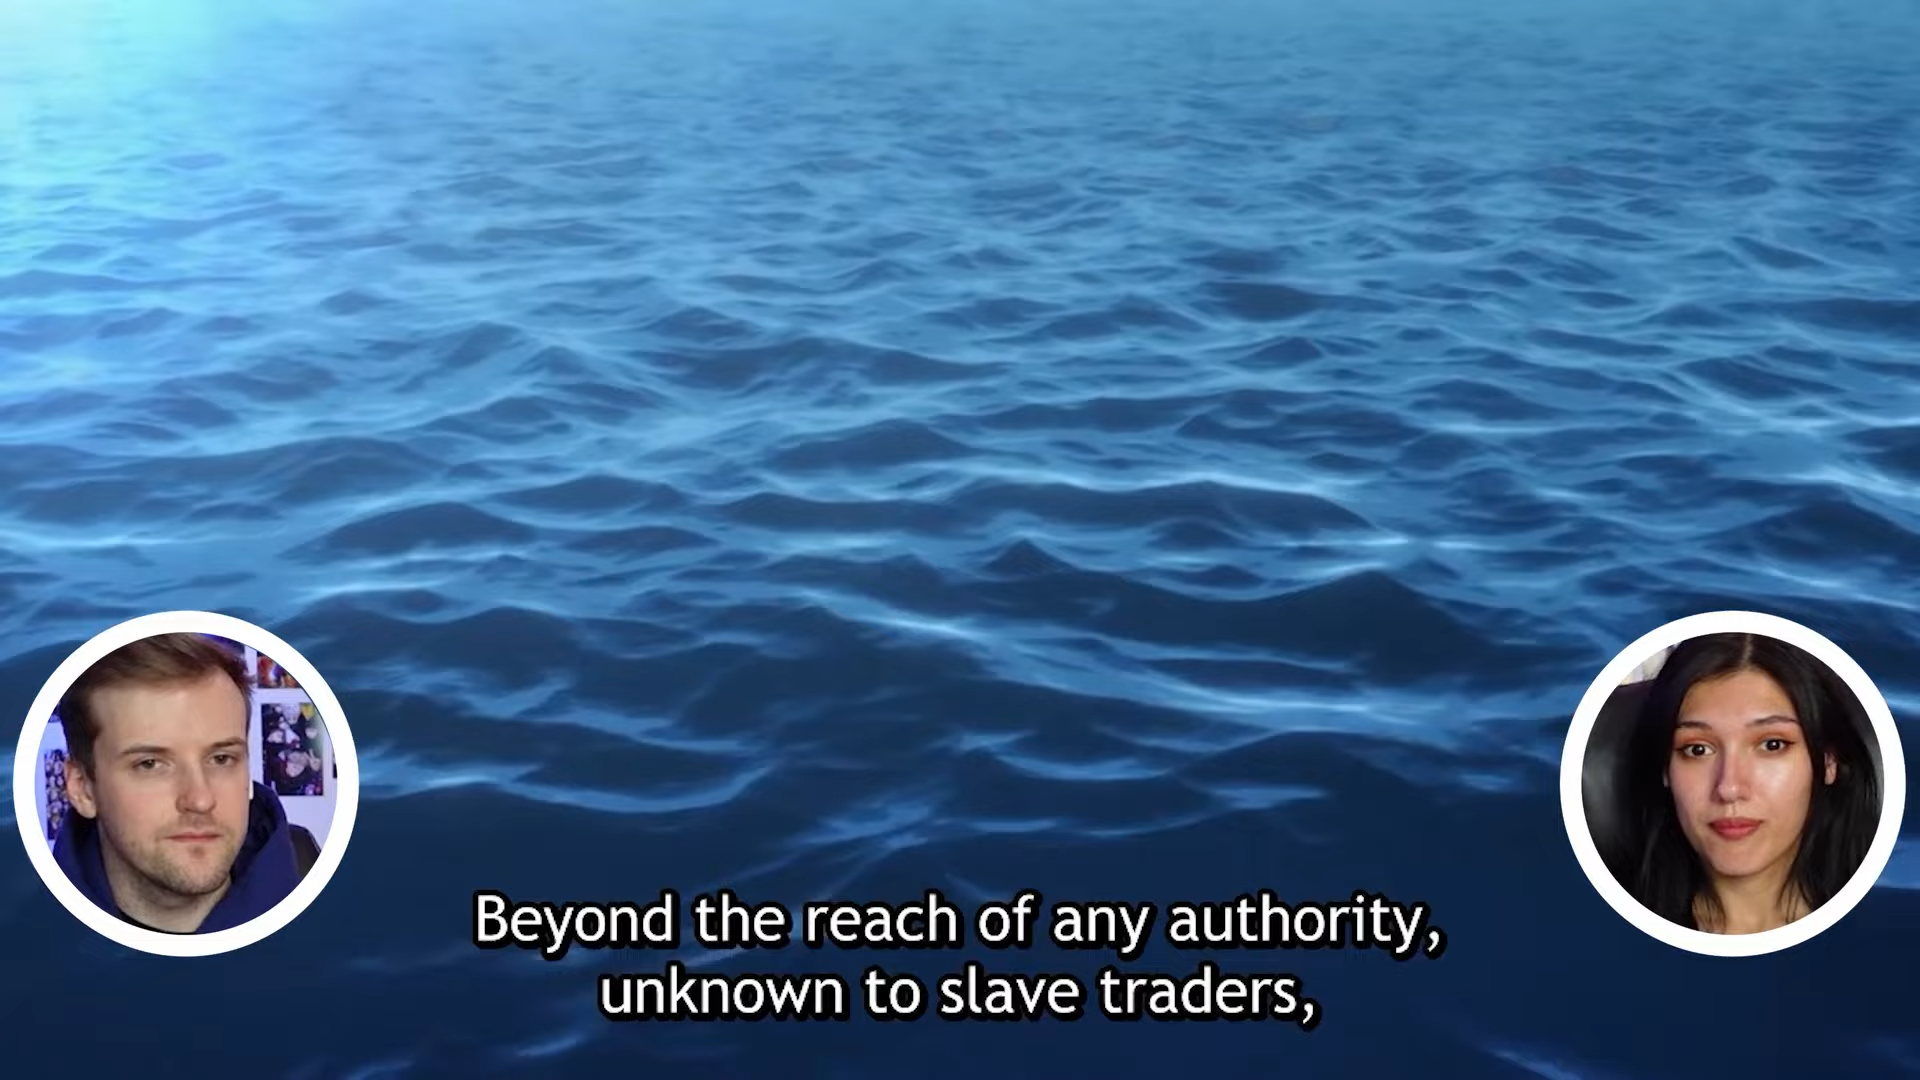 Beyond the reach of any authority,
unknown to slave traders,